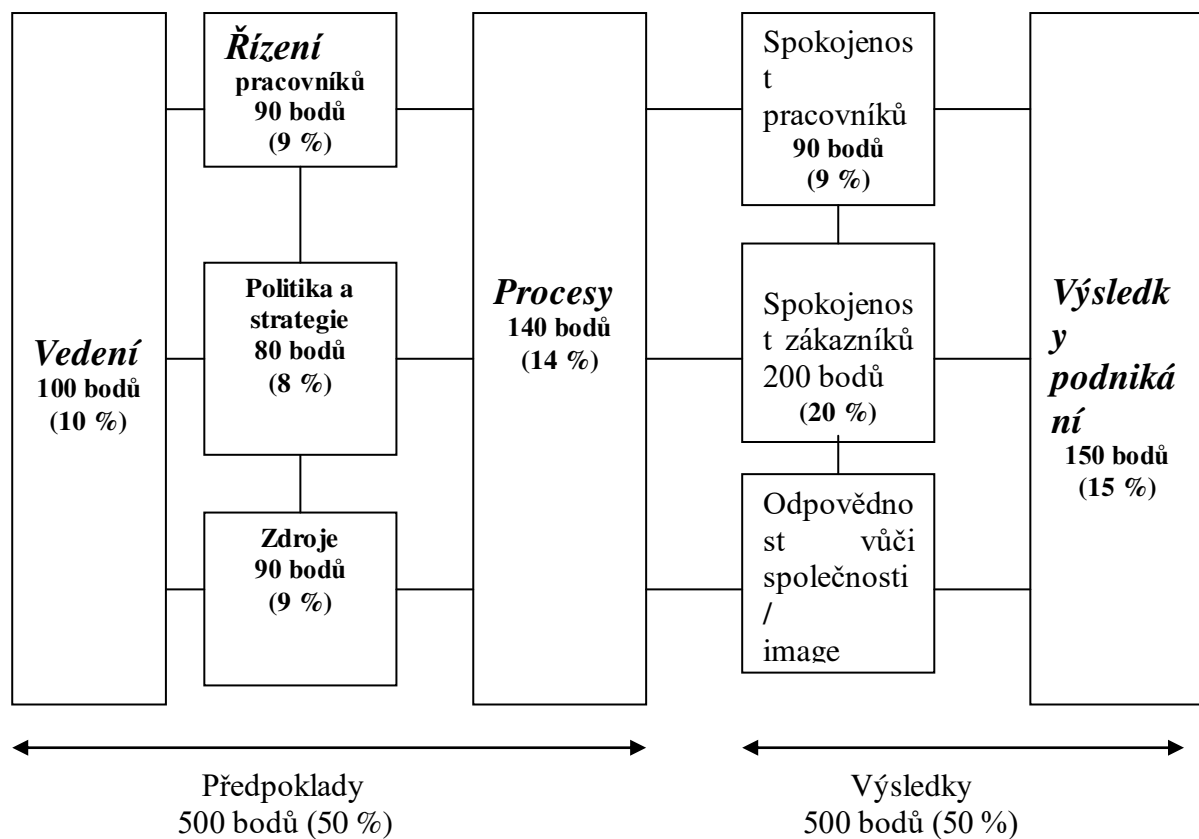 Vedení
100 bodů
(10 %)
Řízení
pracovníků
90 bodů
(9 %)
Politika a
strategie
80 bodů
(8 %)
Zdroje
90 bodů
(9 %)
Procesy
140 bodů
(14 %)
Spokojenos
t
pracovníků
90 bodů
(9 %)
Spokojenos
t zákazníků
200 bodů
(20 %)
Odpovědno
st vůči
společnosti
/
image
Výsledk
y
podniká
ní
150 bodů
(15 %)
Předpoklady
500 bodů (50 %)
Výsledky
500 bodů (50 %)